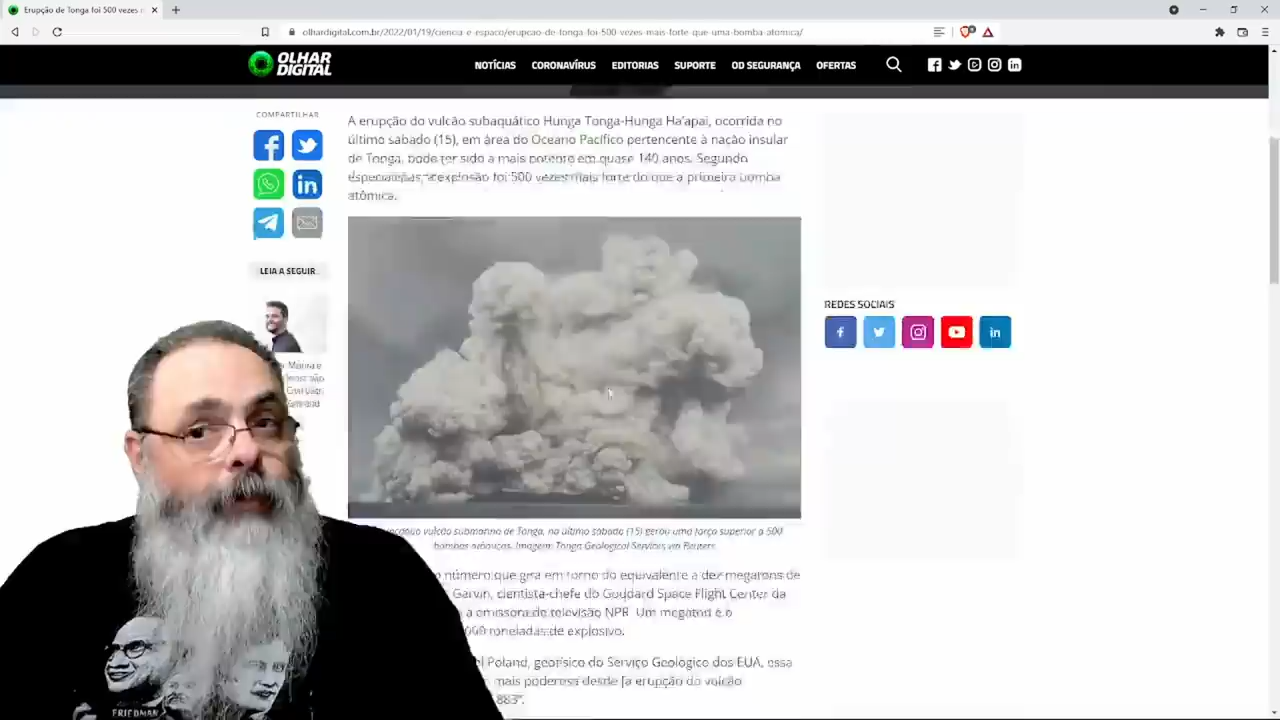 Erupção de Tonga foi 500 vezes m
olhardigital.com.br/2022/01/19/ciencia-e-espaco/erupcao-de-tonga-foi-500-vezes-mais-forte-que-uma-bomba-atomica/
OLHAR DIGITAL
NOTÍCIAS CORONAVÍRUS EDITORIAS SUPORTE OD SEGURANÇA OFERTAS
COMPARTILHAR
A erupção do vulcão subaquático Hunga Tonga-Hunga Ha'apai, ocorrida no
último sábado (15), em área do Oceano Pacífico pertencente à nação insular
de Tonga, pode ter sido a mais potente em quase 140 anos. Segundo
especialistas, a explosão foi 500 vezes mais forte do que a primeira bomba
atômica.
LEIA A SEGUIR
REDES SOCIAIS
vulcão submarino de Tonga, no último sábado (15) gerou uma força superior a 500
bombas atômicas. Imagem: Tonga Geological Services via Reuters
número que gira em torno do equivalente a dez megatons de
Garvin, cientista-chefe do Goddard Space Flight Center da
a emissora de televisão NPR. Um megaton é o
toneladas de explosivo.
Poland, geofísico do Serviço Geológico dos EUA, essa
mais poderosa desde a erupção do vulcão
FRIEDMAN